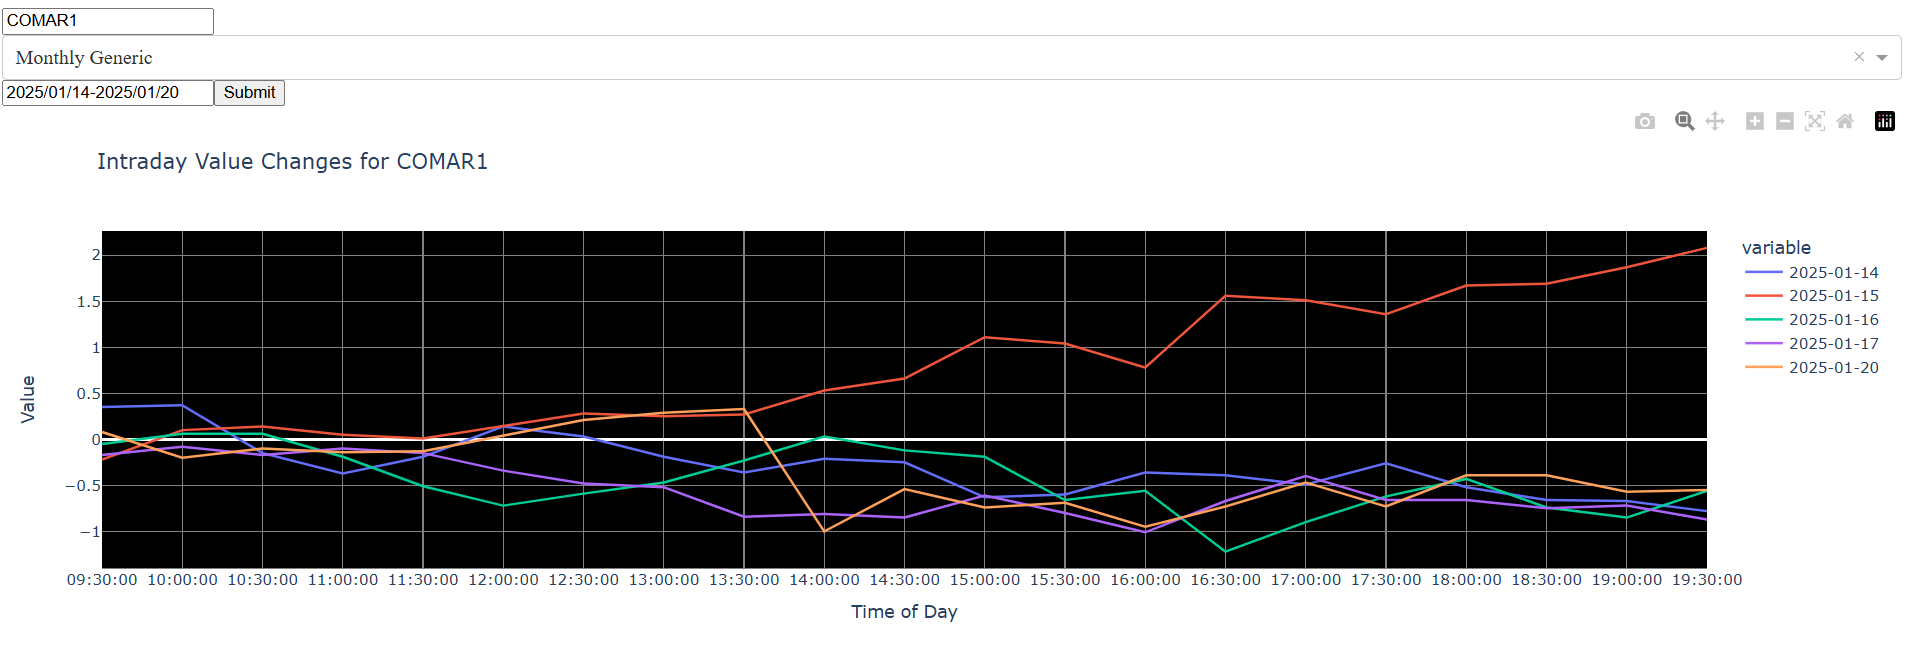 COMAR1
Monthly Generic
2025/01/14-2025/01/20 Submit
Intraday Value Changes for COMAR1
2
1.5
1
0.5
0
−0.5
−1
Value
09:30:00 10:00:00 10:30:00 11:00:00 11:30:00 12:00:00 12:30:00 13:00:00 13:30:00 14:00:00 14:30:00 15:00:00 15:30:00 16:00:00 16:30:00 17:00:00 17:30:00 18:00:00 18:30:00 19:00:00 19:30:00
Time of Day
variable
2025-01-14
2025-01-15
2025-01-16
2025-01-17
2025-01-20